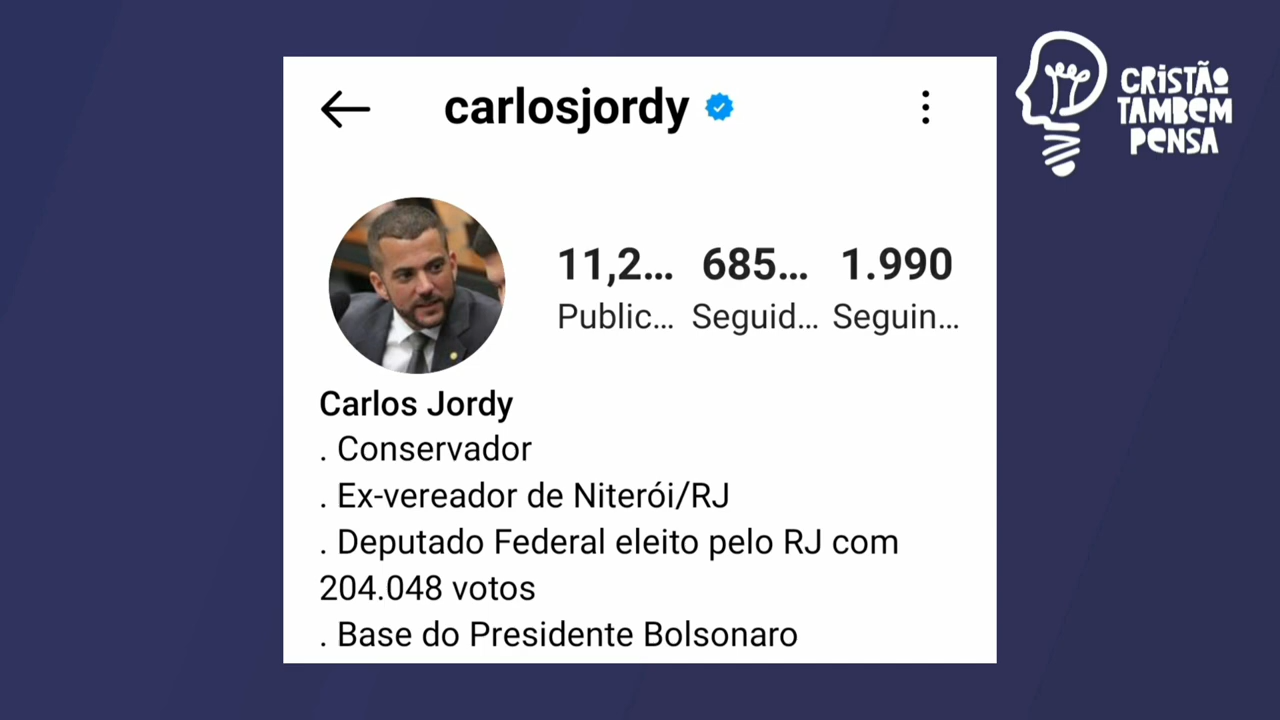 carlosjordy
CRISTÃO
TAMBEM
PENSA
11,2... 685... 1.990
Public... Seguid... Seguin...
Carlos Jordy
. Conservador
. Ex-vereador de Niterói/RJ
. Deputado Federal eleito pelo RJ com
204.048 votos
. Base do Presidente Bolsonaro